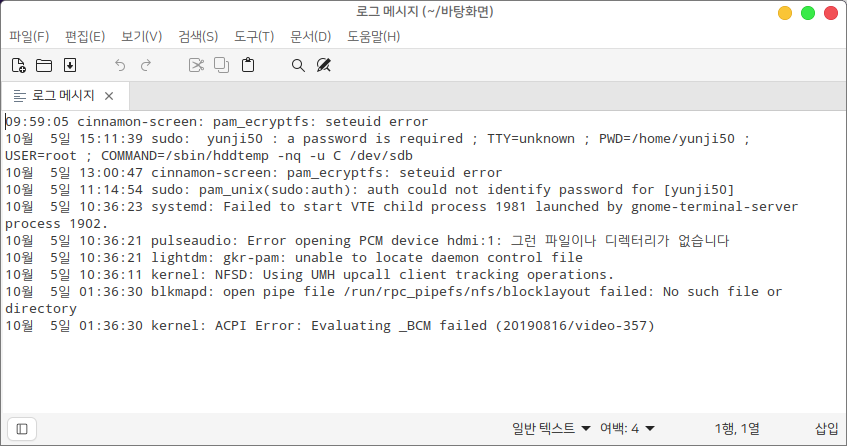 로그 메시지 (~/바탕화면)
파일(F) 편집(E) 보기(V) 검색(S) 도구(T) 문서(D) 도움말(H)
로그 메시지
09:59:05 cinnamon-screen: pam_ecryptfs: seteuid error
10월  5일 15:11:39 sudo:  yunji50 : a password is required ; TTY=unknown ; PWD=/home/yunji50 ;
USER=root ; COMMAND=/sbin/hddtemp -nq -u C /dev/sdb
10월  5일 13:00:47 cinnamon-screen: pam_ecryptfs: seteuid error
10월  5일 11:14:54 sudo: pam_unix(sudo:auth): auth could not identify password for [yunji50]
10월  5일 10:36:23 systemd: Failed to start VTE child process 1981 launched by gnome-terminal-server
process 1902.
10월  5일 10:36:21 pulseaudio: Error opening PCM device hdmi:1: 그런 파일이나 디렉터리가 없습니다
10월  5일 10:36:21 lightdm: gkr-pam: unable to locate daemon control file
10월  5일 10:36:11 kernel: NFSD: Using UMH upcall client tracking operations.
10월  5일 01:36:30 blkmapd: open pipe file /run/rpc_pipefs/nfs/blocklayout failed: No such file or
directory
10월  5일 01:36:30 kernel: ACPI Error: Evaluating _BCM failed (20190816/video-357)
일반 텍스트 여백: 4 1행, 1열 삽입